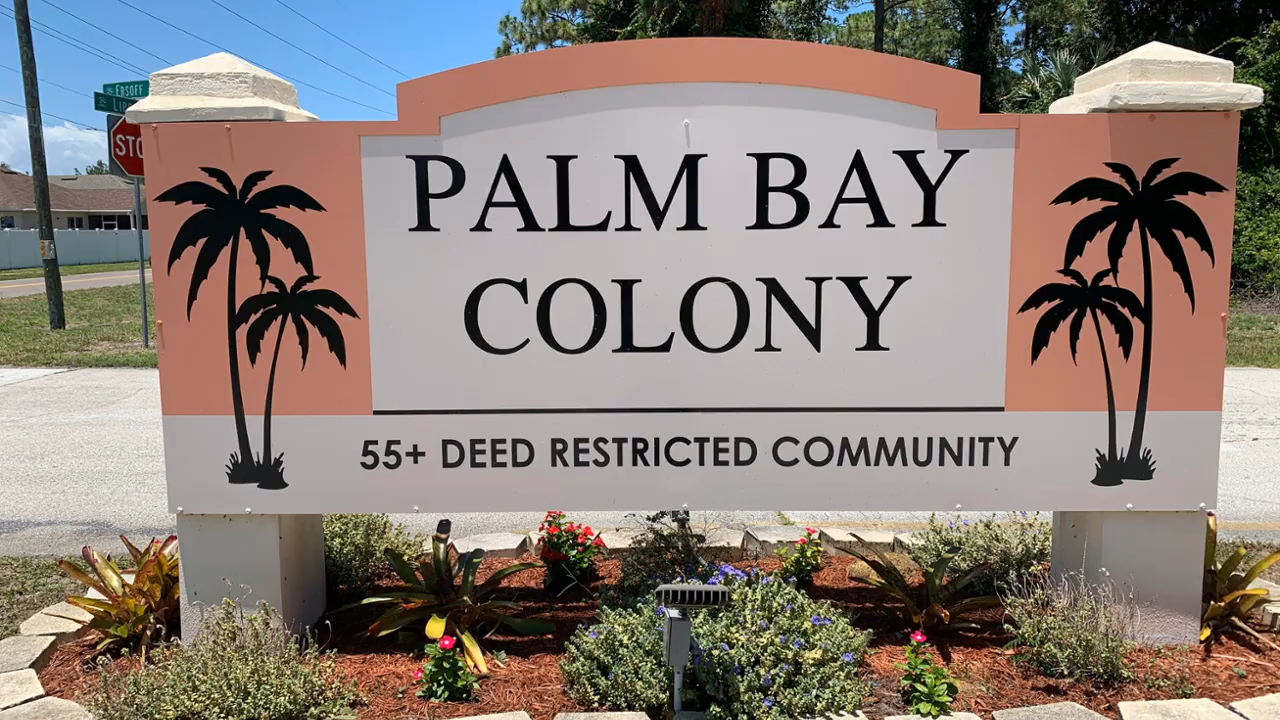 ERSOFF
STO
PALM BAY
COLONY
55+ DEED RESTRICTED COMMUNITY